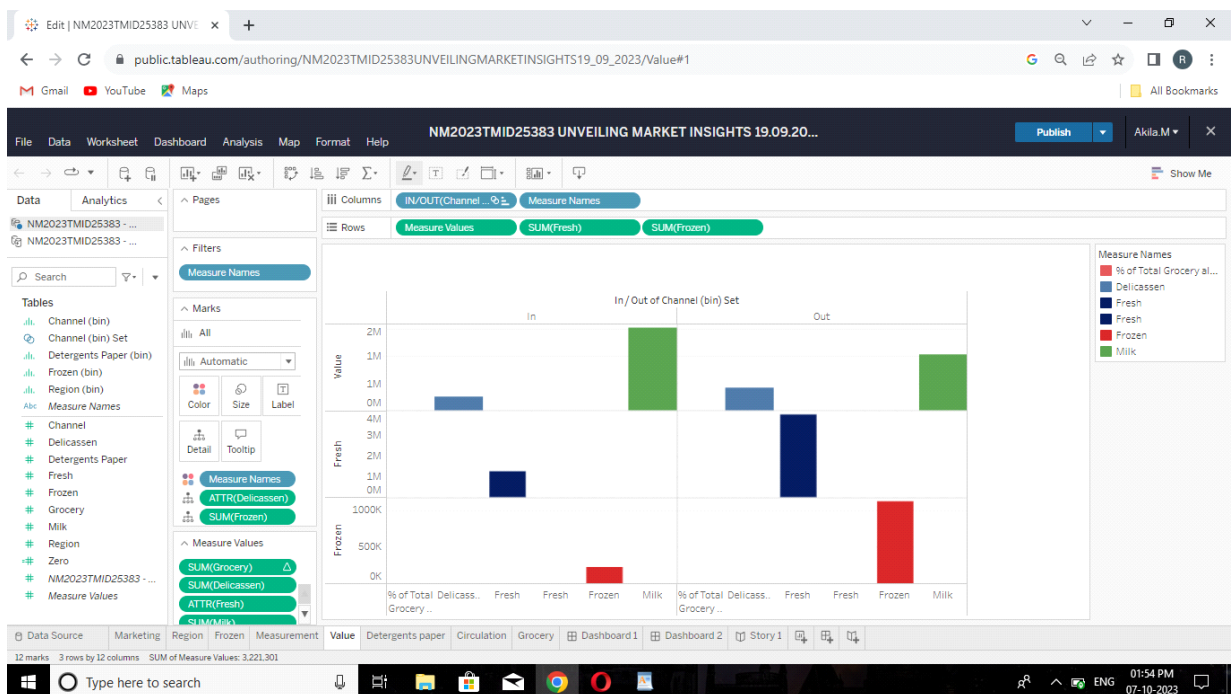 Edit | NM2023TMID25383 UNVE
public.tableau.com/authoring/NM2023TMID25383UNVEILINGMARKETINSIGHTS19_09_2023/Value#1
G
R
Gmail YouTube Maps All Bookmarks
NM2023TMID25383 UNVEILING MARKET INSIGHTS 19.09.20...
File Data Worksheet Dashboard Analysis Map Format Help
Publish Akila.M
Show Me
Data Analytics
Pages
iii Columns IN/OUT(Channel ... Measure Names
NM2023TMID25383 - ...
Rows Measure Values SUM(Fresh) SUM(Frozen)
NM2023TMID25383 - ...
Filters
Measure Names
Search
Tables
Channel (bin)
Channel (bin) Set
Detergents Paper (bin)
Frozen (bin)
Region (bin)
Abc Measure Names
# Channel
# Delicassen
# Detergents Paper
# Fresh
# Frozen
# Grocery
# Milk
# Region
=# Zero
# NM2023TMID25383 - ...
# Measure Values
Marks
All
Automatic
Color Size Label
Detail Tooltip
Measure Names
ATTR(Delicassen)
SUM(Frozen)
Measure Values
SUM(Grocery) △
SUM(Delicassen)
ATTR(Fresh)
SUM(Milk)
In / Out of Channel (bin) Set
In Out
Value
2M
1M
1M
0M
Fresh
4M
3M
2M
1M
0M
Frozen
1000K
500K
0K
% of Total Grocery .. Delicass.. Fresh Fresh Frozen Milk % of Total Grocery .. Delicass.. Fresh Fresh Frozen Milk
Measure Names
% of Total Grocery al...
Delicassen
Fresh
Fresh
Frozen
Milk
Data Source Marketing Region Frozen Measurement Value Detergents paper Circulation Grocery Dashboard 1 Dashboard 2 Story 1
12 marks 3 rows by 12 columns SUM of Measure Values: 3,221,301
Type here to search
ENG
01:54 PM
07-10-2023